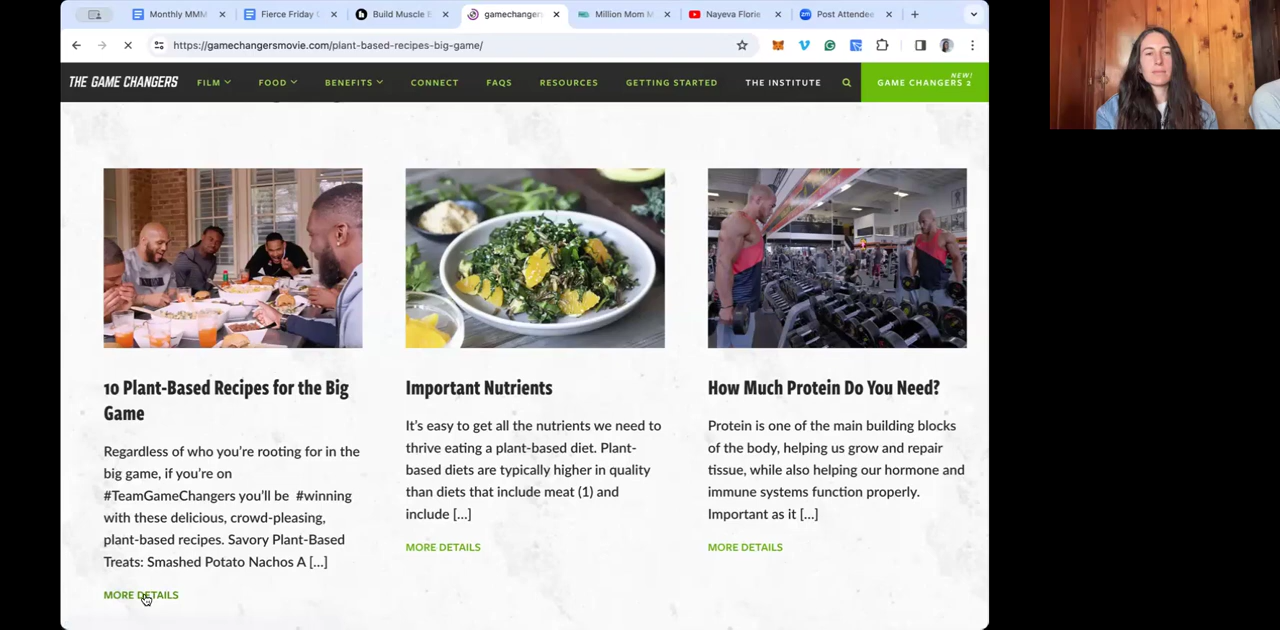 Monthly MMM
Fierce Friday
Build Muscle
gamechanger
Million Mom M
Nayeva Florie
Post Attendee
https://gamechangersmovie.com/plant-based-recipes-big-game/
THE GAME CHANGERS
FILM
FOOD
BENEFITS
CONNECT
FAQS
RESOURCES
GETTING STARTED
THE INSTITUTE
NEW!
GAME CHANGERS 2
10 Plant-Based Recipes for the Big
Game
Regardless of who you’re rooting for in the
big game, if you’re on
#TeamGameChangers you’ll be #winning
with these delicious, crowd-pleasing,
plant-based recipes. Savory Plant-Based
Treats: Smashed Potato Nachos A [...]
MORE DETAILS
Important Nutrients
It’s easy to get all the nutrients we need to
thrive eating a plant-based diet. Plant-
based diets are typically higher in quality
than diets that include meat (1) and
include [...]
MORE DETAILS
How Much Protein Do You Need?
Protein is one of the main building blocks
of the body, helping us grow and repair
tissue, while also helping our hormone and
immune systems function properly.
Important as it [...]
MORE DETAILS